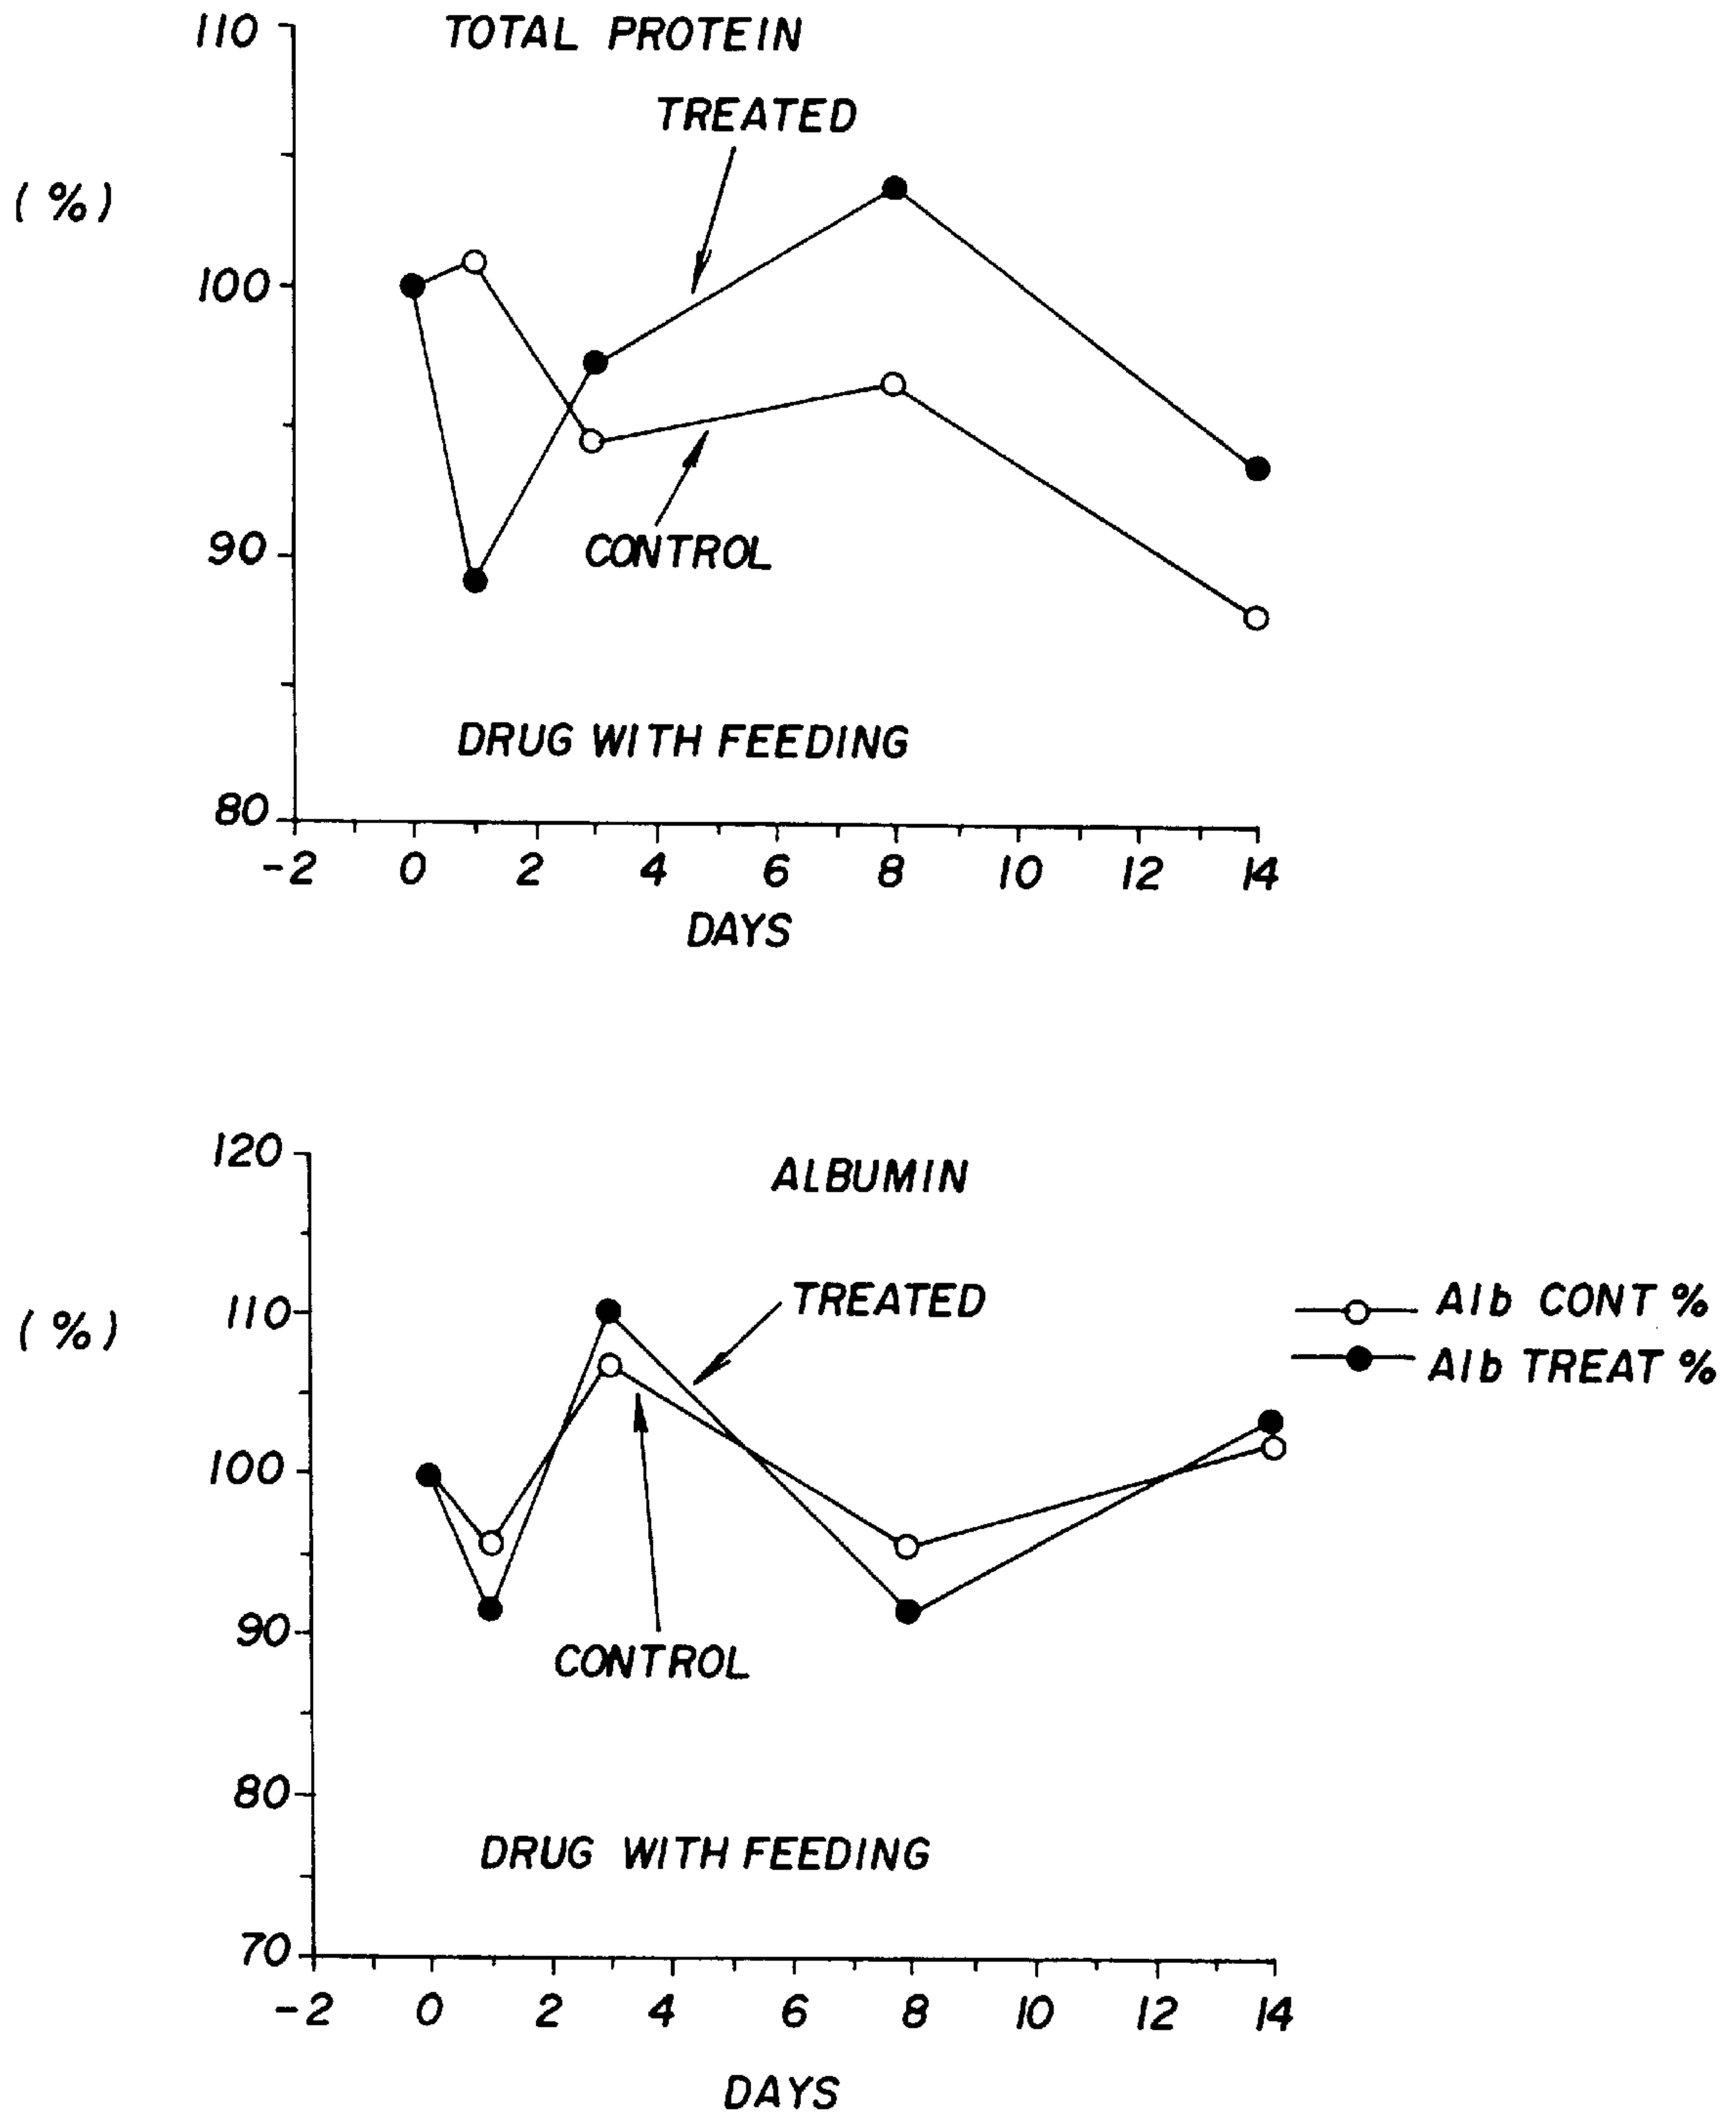 TOTAL PROTEIN
110
TREATED
(%)
100
90
CONTROL
DRUG WITH FEEDING
80
-2 0 2 4 6 8 10 12 14
DAYS
120
ALBUMIN
TREATED
Alb CONT %
110
(%)
Alb TREAT %
100
90
CONTROL
80
DRUG WITH FEEDING
70
-2 0 2 4 6 8 10 12 14
DAYS